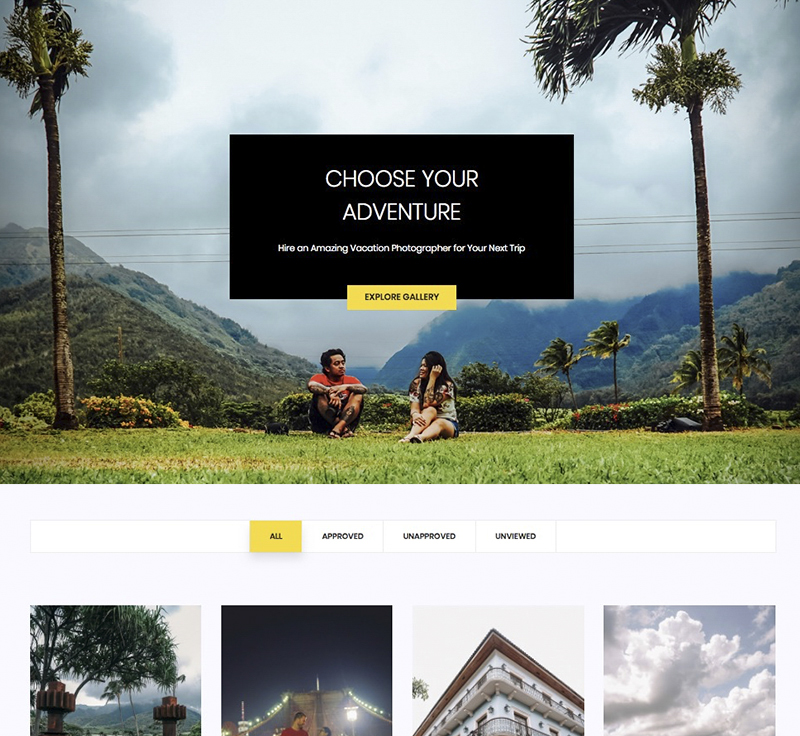 CHOOSE YOUR
ADVENTURE
Hire an Amazing Vacation Photographer for Your Next Trip
EXPLORE GALLERY
ALL
APPROVED
UNAPPROVED
UNVIEWED